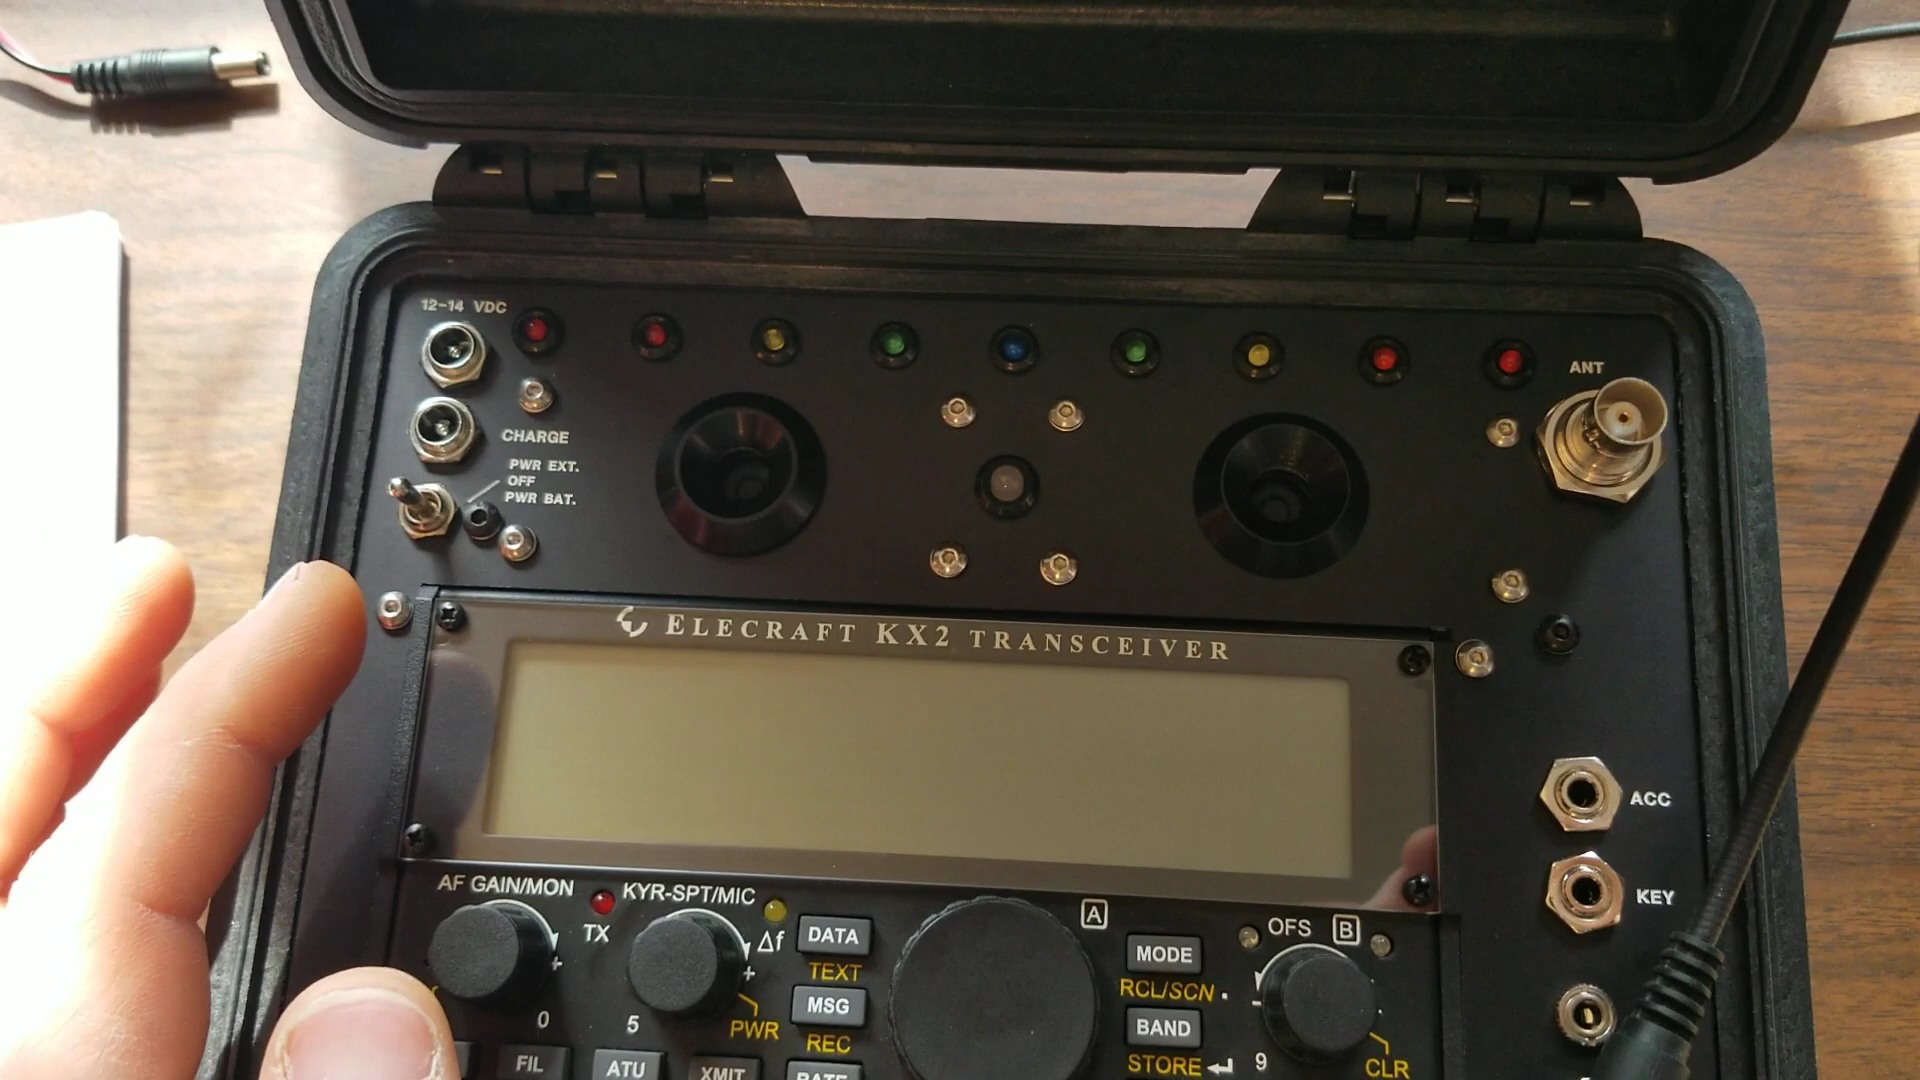 12-14 VDC
ANT
CHARGE
PWR EXT.
OFF
PWR BAT.
ELECRAFT KX2 TRANSCEIVER
ACC
KEY
AF GAIN/MON
TX
KYR-SPT/MIC
Δf
DATA
TEXT
A
MODE
RCL/SCN
OFS B
+
+
-
MSG
REC
PWR
0
5
BAND
STORE
9
CLR
FIL
ATU
XMIT
RATE